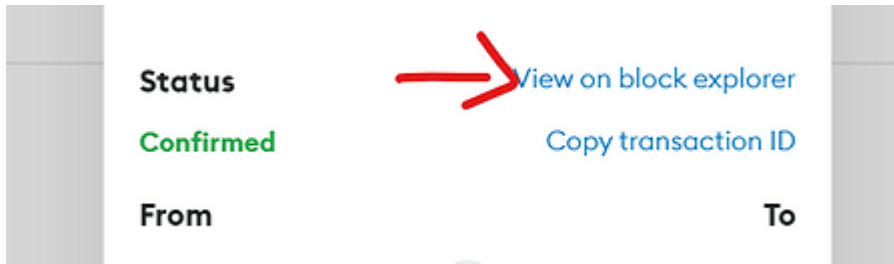 Status View on block explorer
Confirmed Copy transaction ID
From To